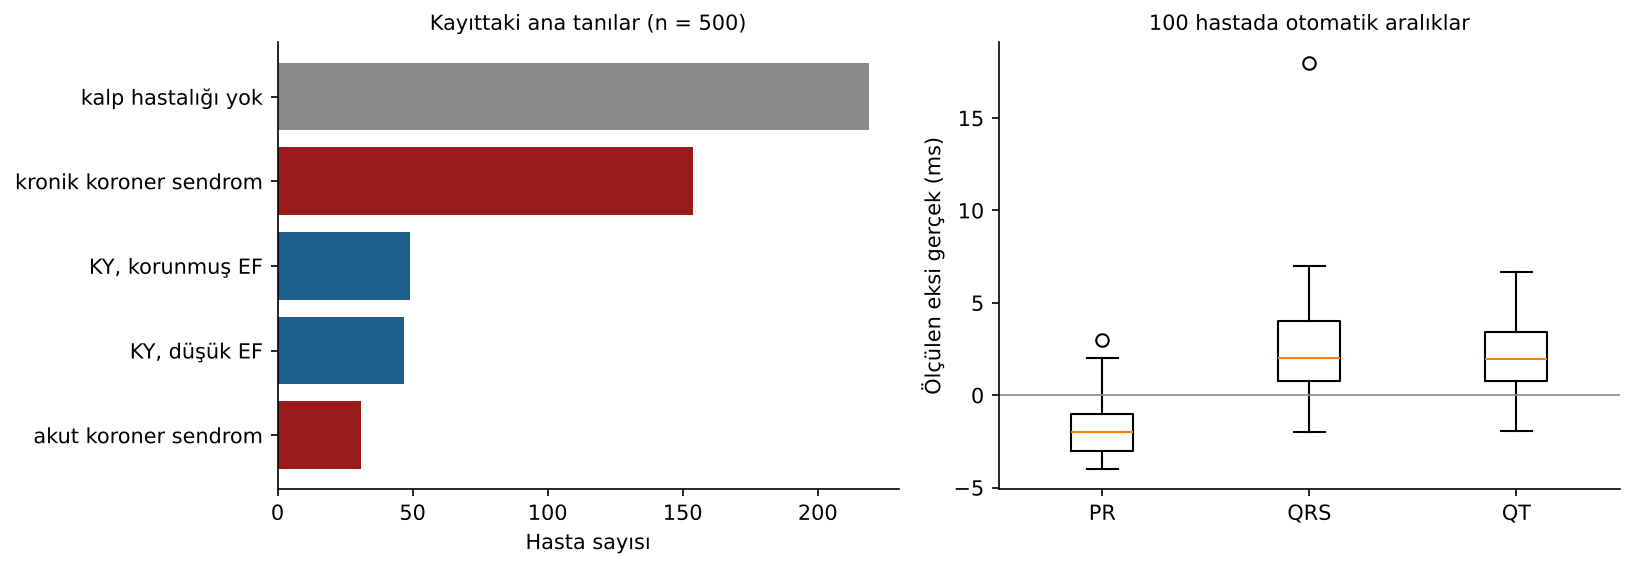 Kayıttaki ana tanılar (n = 500)
kalp hastalığı yok
kronik koroner sendrom
KY, korunmuş EF
KY, düşük EF
akut koroner sendrom
0 50 100 150 200
Hasta sayısı
100 hastada otomatik aralıklar
Ölçülen eksi gerçek (ms)
15
10
5
0
−5
PR QRS QT